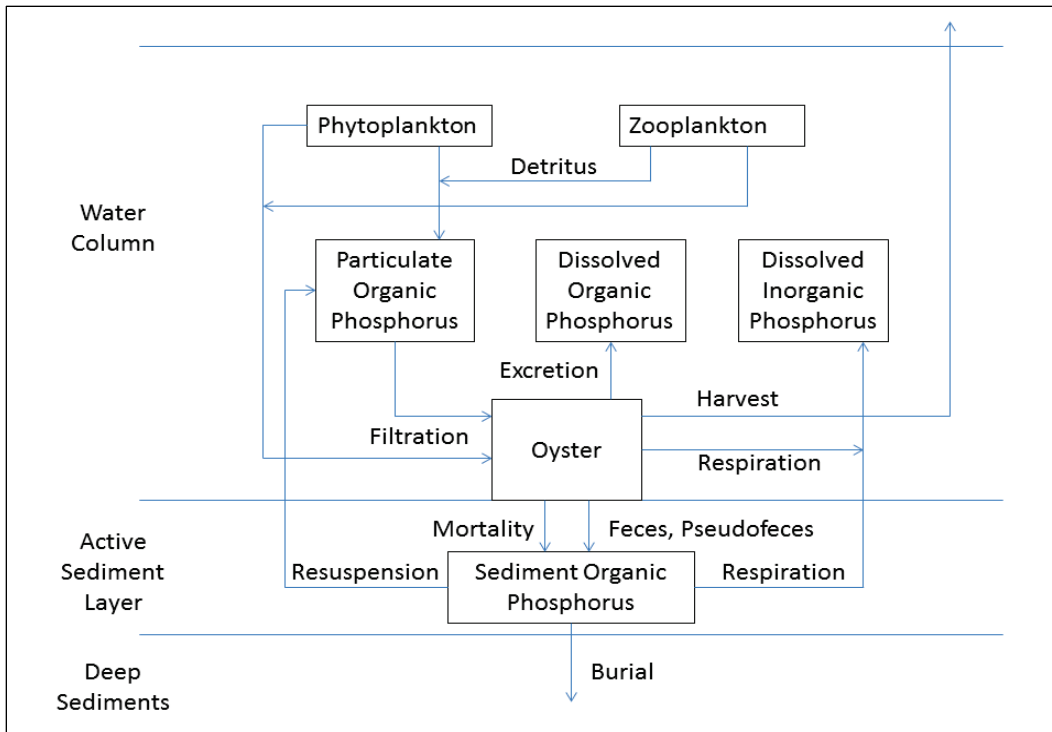 Phytoplankton
Zooplankton
Detritus
Water
Column
Particulate
Organic
Phosphorus
Dissolved
Organic
Phosphorus
Dissolved
Inorganic
Phosphorus
Excretion
Harvest
Filtration
Oyster
Respiration
Mortality
Feces, Pseudofeces
Active
Sediment
Layer
Resuspension
Sediment Organic
Phosphorus
Respiration
Deep
Sediments
Burial